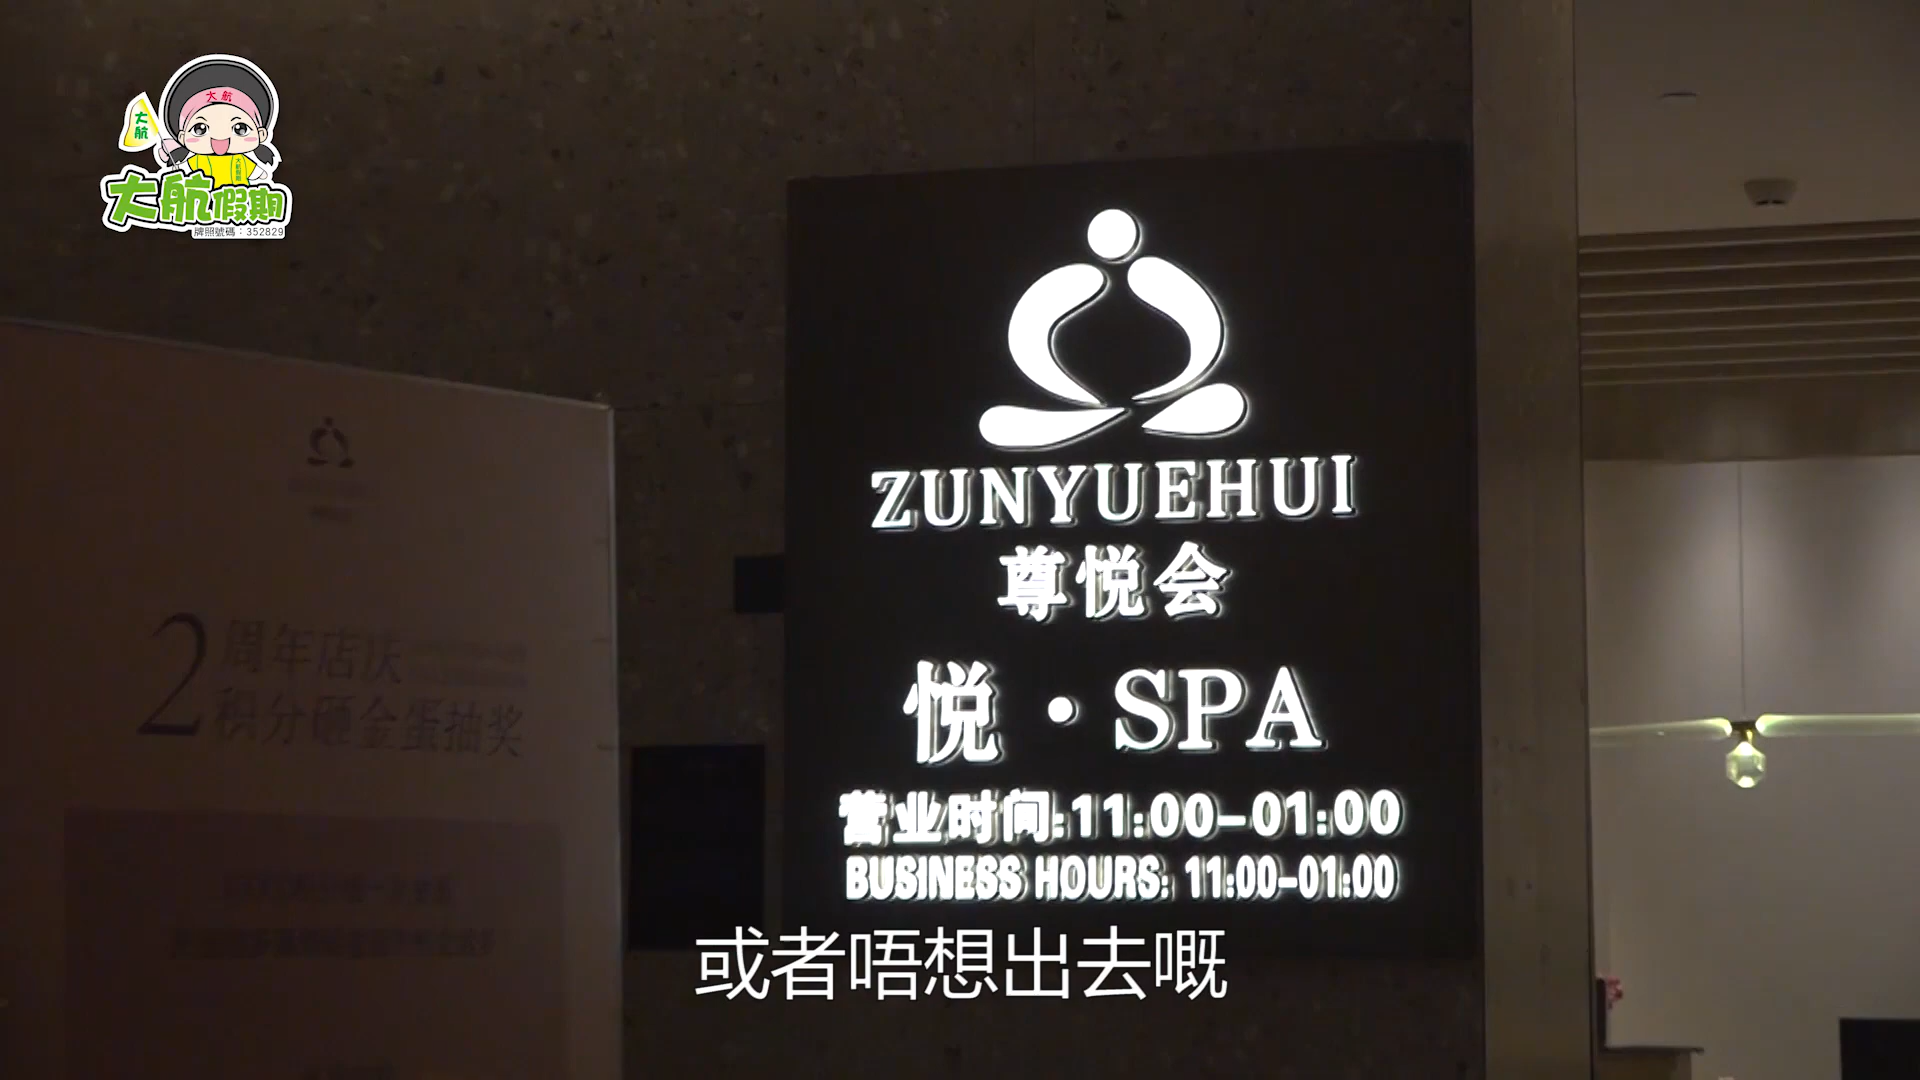 大航
大航
大航假期
牌照號碼：352829
ZUNYUEHUI
尊悦会
悦·SPA
营业时间:11:00-01:00
BUSINESS HOURS: 11:00-01:00
2周年店庆
积分砸金蛋抽奖
或者唔想出去嘅